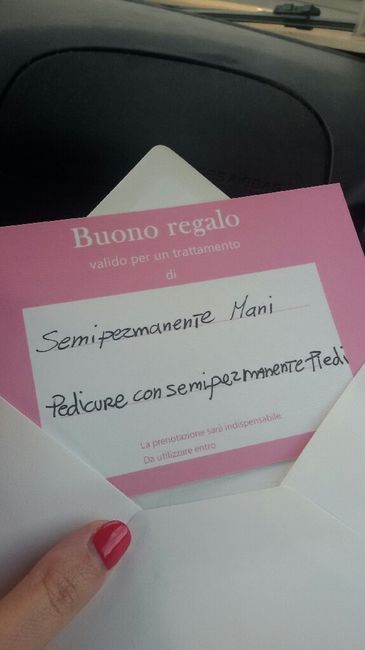 Buono regalo
valido per un trattamento
di
Semipermanente Mani
Pedicure con semipermanente Piedi
La prenotazione sarà indispensabile.
Da utilizzare entro